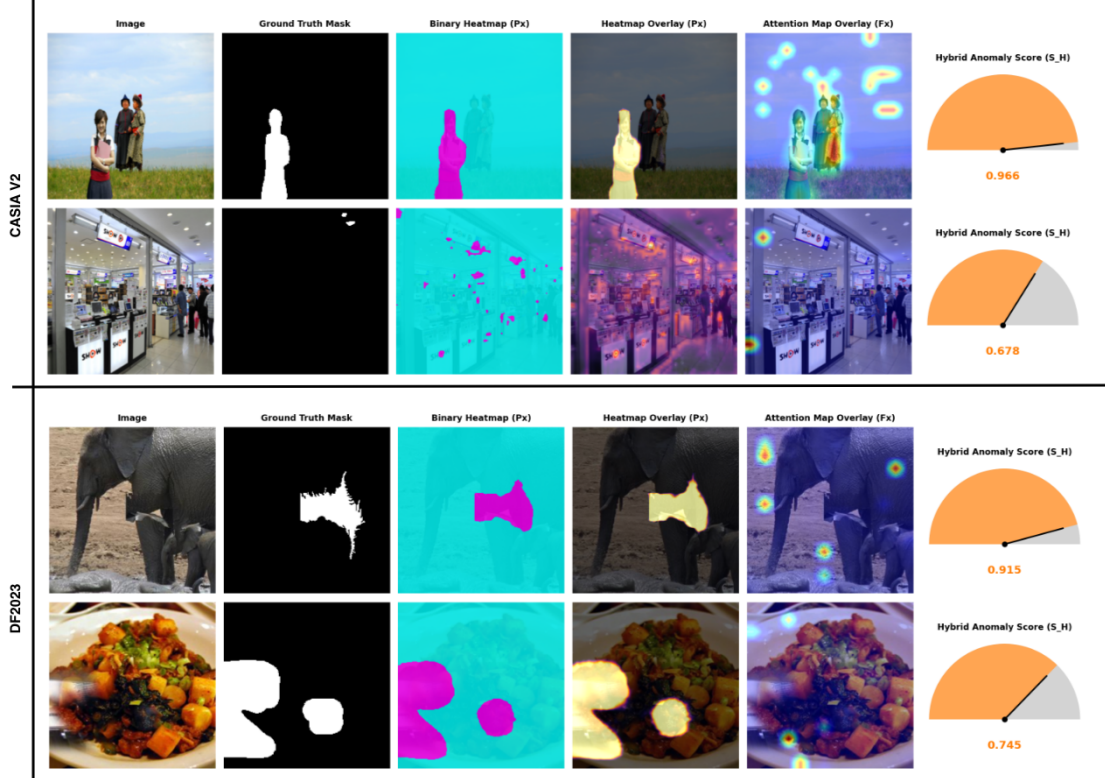 Image Ground Truth Mask Binary Heatmap (Px) Heatmap Overlay (Px) Attention Map Overlay (Fx)
Hybrid Anomaly Score (S_H)
0.966
CASIA V2
Hybrid Anomaly Score (S_H)
0.678
SHOW
Image Ground Truth Mask Binary Heatmap (Px) Heatmap Overlay (Px) Attention Map Overlay (Fx)
Hybrid Anomaly Score (S_H)
0.915
DF2023
Hybrid Anomaly Score (S_H)
0.745